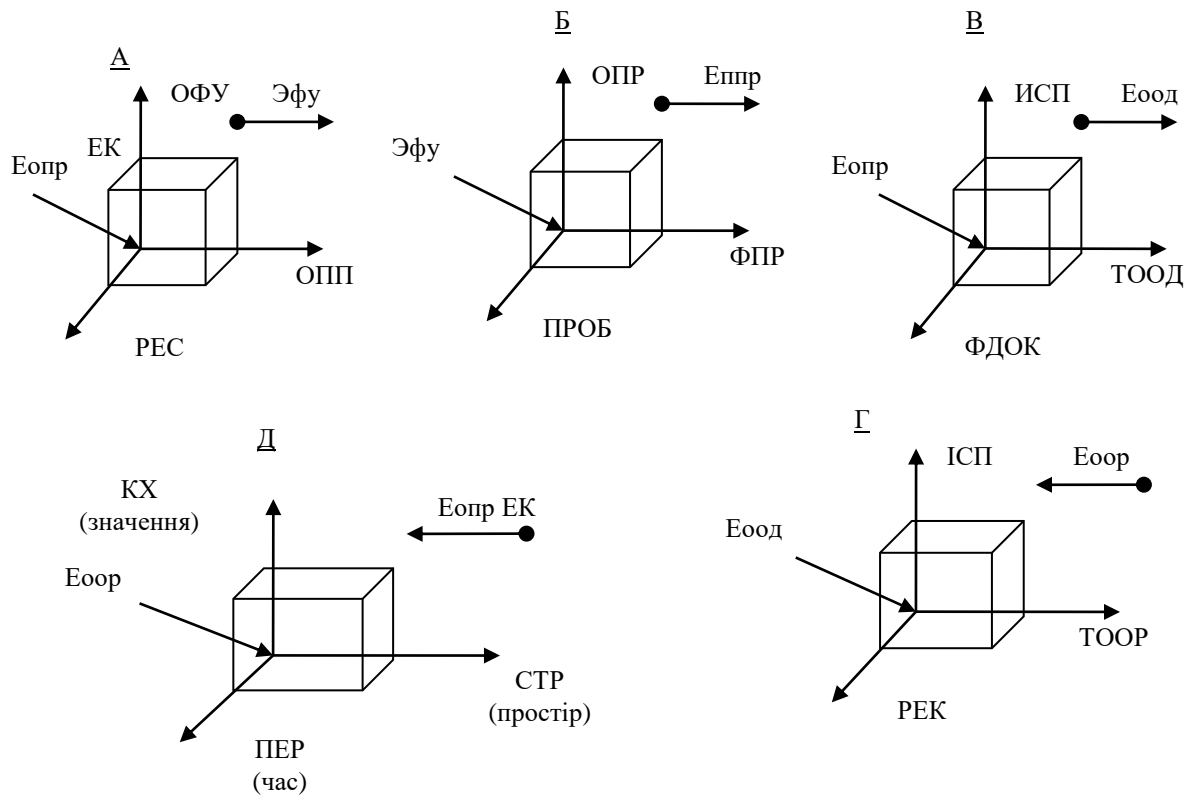 А
ОФУ Эфу
ЕК
Еопр
ОПП
РЕС
Б
ОПР Еппр
Эфу
ФПР
ПРОБ
В
ИСП Еоод
Еопр
ТООД
ФДОК
Д
КХ
(значення)
Еопр ЕК
Еоор
СТР
(простір)
ПЕР
(час)
Г
ІСП Еоор
Еоод
ТООР
РЕК